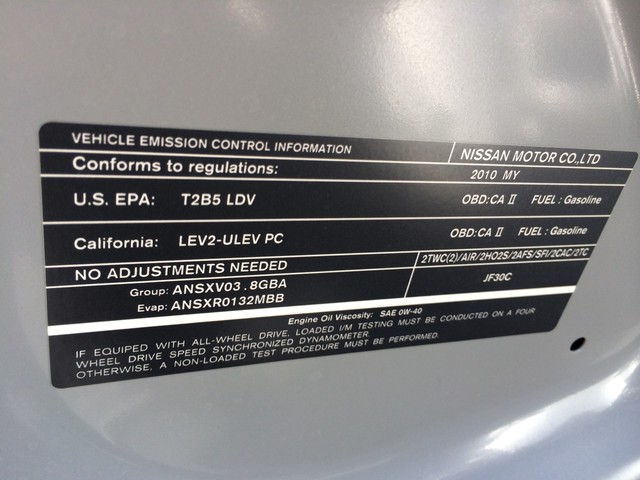 VEHICLE EMISSION CONTROL INFORMATION
NISSAN MOTOR CO.,LTD
Conforms to regulations:
2010 MY
U.S. EPA: T2B5 LDV OBD:CA II FUEL : Gasoline
California: LEV2-ULEV PC OBD:CA II FUEL : Gasoline
NO ADJUSTMENTS NEEDED
2TWC(2)/AIR/2HO2S/2AFS/SFI/2CAC/2TC
Group: ANSXV03.8GBA
Evap: ANSXR0132MBB
JF30C
Engine Oil Viscosity: SAE 0W-40
IF EQUIPED WITH ALL-WHEEL DRIVE, LOADED I/M TESTING MUST BE CONDUCTED ON A FOUR
WHEEL DRIVE SPEED SYNCHRONIZED DYNAMOMETER.
OTHERWISE, A NON-LOADED TEST PROCEDURE MUST BE PERFORMED.